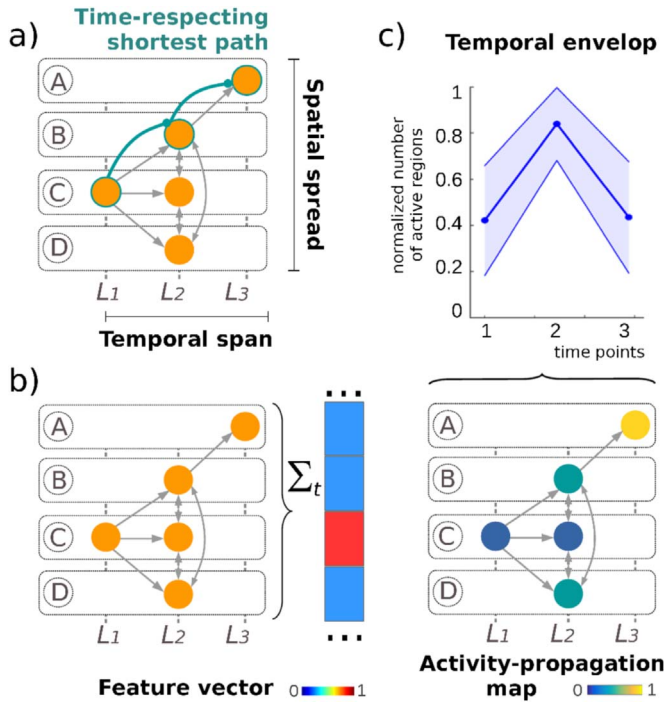 a)
Time-respecting
shortest path
A
B
C
D
L1 L2 L3
Temporal span
Spatial spread
c)
Temporal envelop
normalized number
of active regions
1
0.8
0.6
0.4
0.2
0
1 2 3
time points
b)
A
B
C
D
L1 L2 L3
Σt
...
...
Feature vector 0 1
A
B
C
D
L1 L2 L3
Activity-propagation
map 0 1